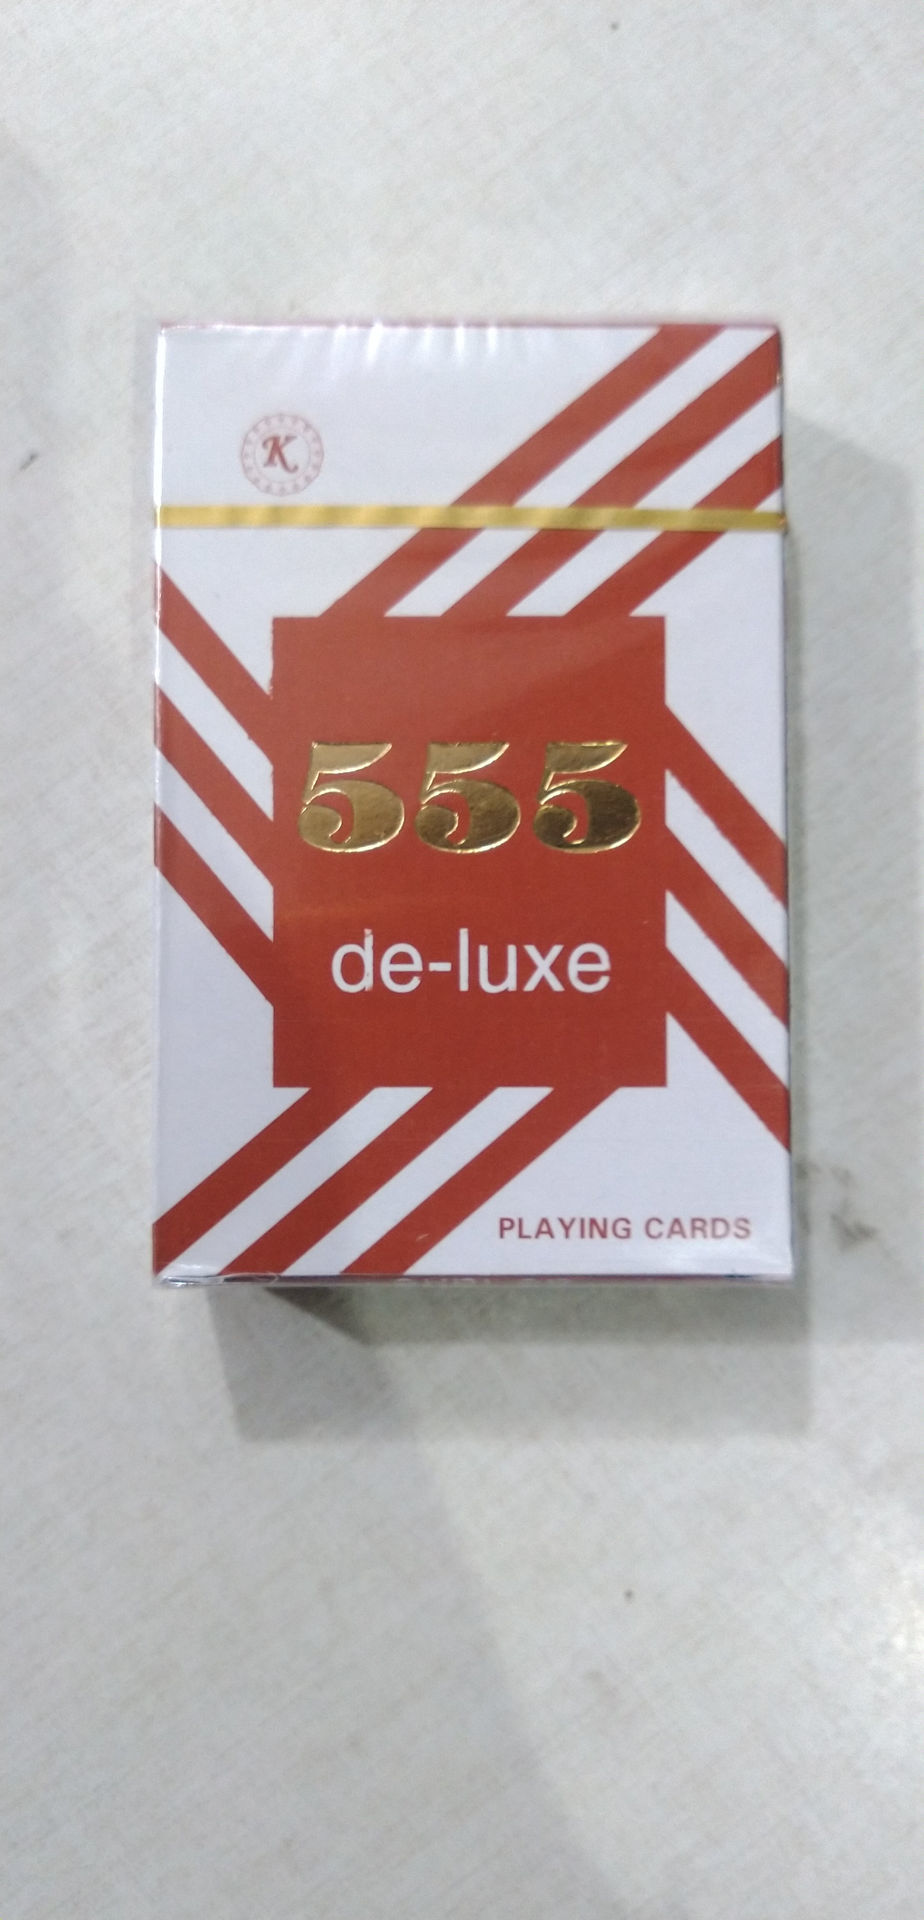 K
555
de-luxe
PLAYING CARDS